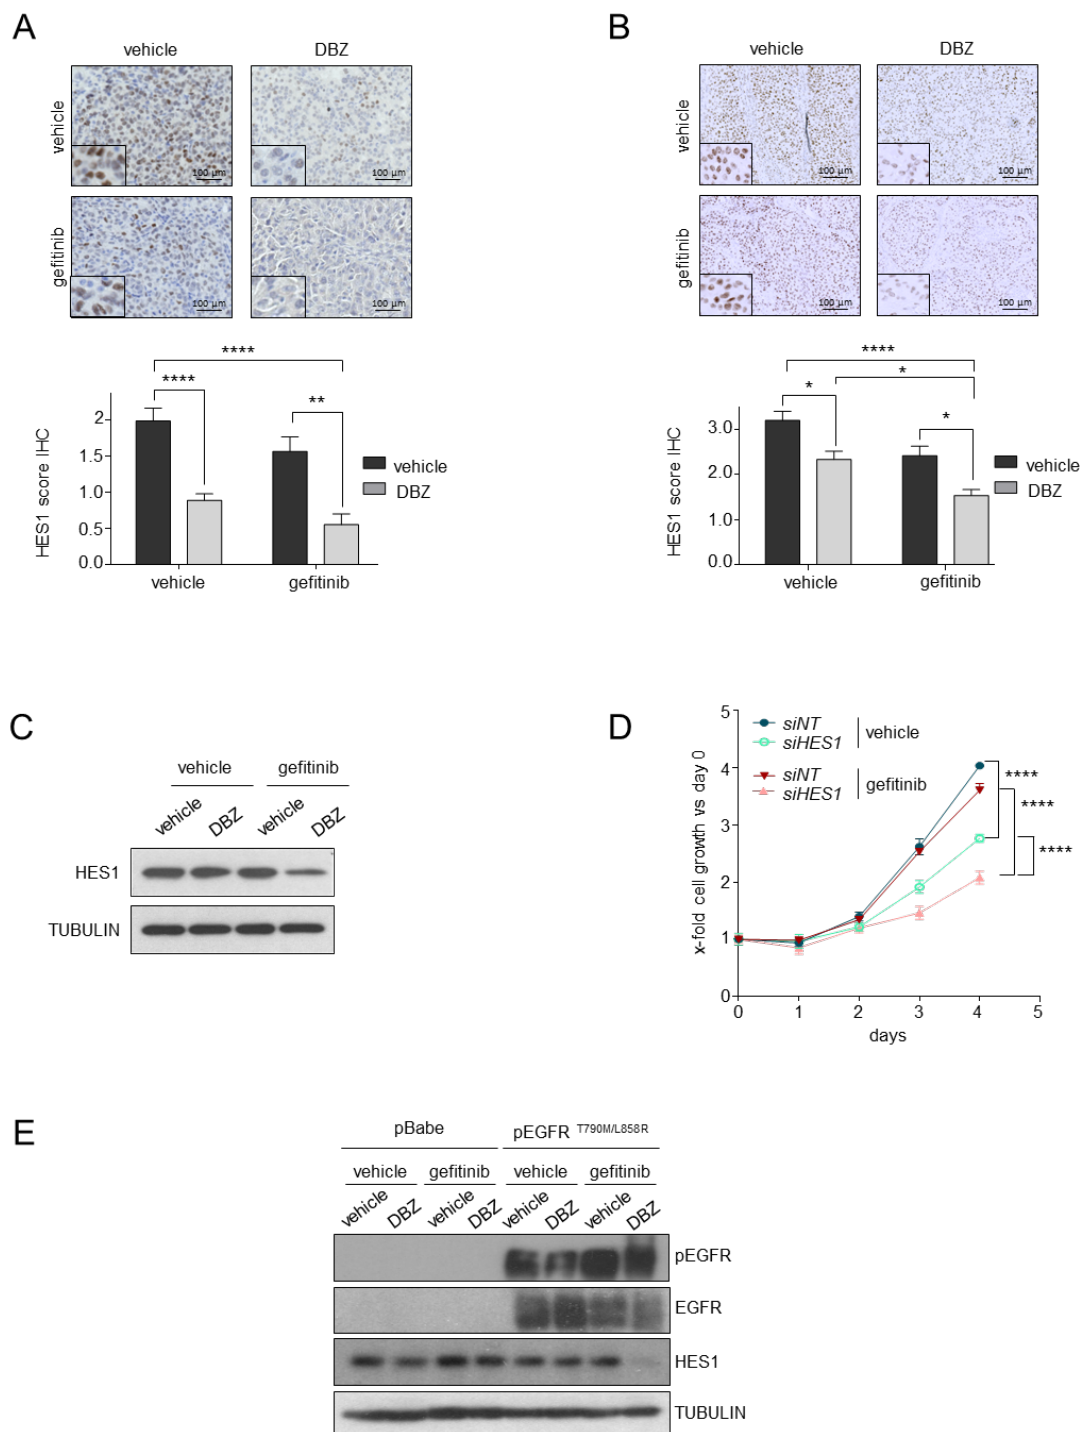 A
vehicle
DBZ
vehicle
100 µm
100 µm
gefitinib
100 µm
100 µm
****
****
**
HES1 score IHC
2
1.5
1.0
0.5
0.0
vehicle
DBZ
vehicle
gefitinib
B
vehicle
DBZ
vehicle
100 µm
100 µm
gefitinib
100 µm
100 µm
****
*
*
*
HES1 score IHC
3.0
2.0
1.0
0.0
vehicle
DBZ
vehicle
gefitinib
C
vehicle
gefitinib
vehicle
DBZ
vehicle
DBZ
HES1
TUBULIN
D
x-fold cell growth vs day 0
5
4
3
2
1
0
siNT
siHES1
vehicle
siNT
siHES1
gefitinib
****
****
****
0 1 2 3 4 5
days
E
pBabe
pEGFR T790M/L858R
vehicle gefitinib vehicle gefitinib
vehicle DBZ vehicle DBZ vehicle DBZ vehicle DBZ
pEGFR
EGFR
HES1
TUBULIN